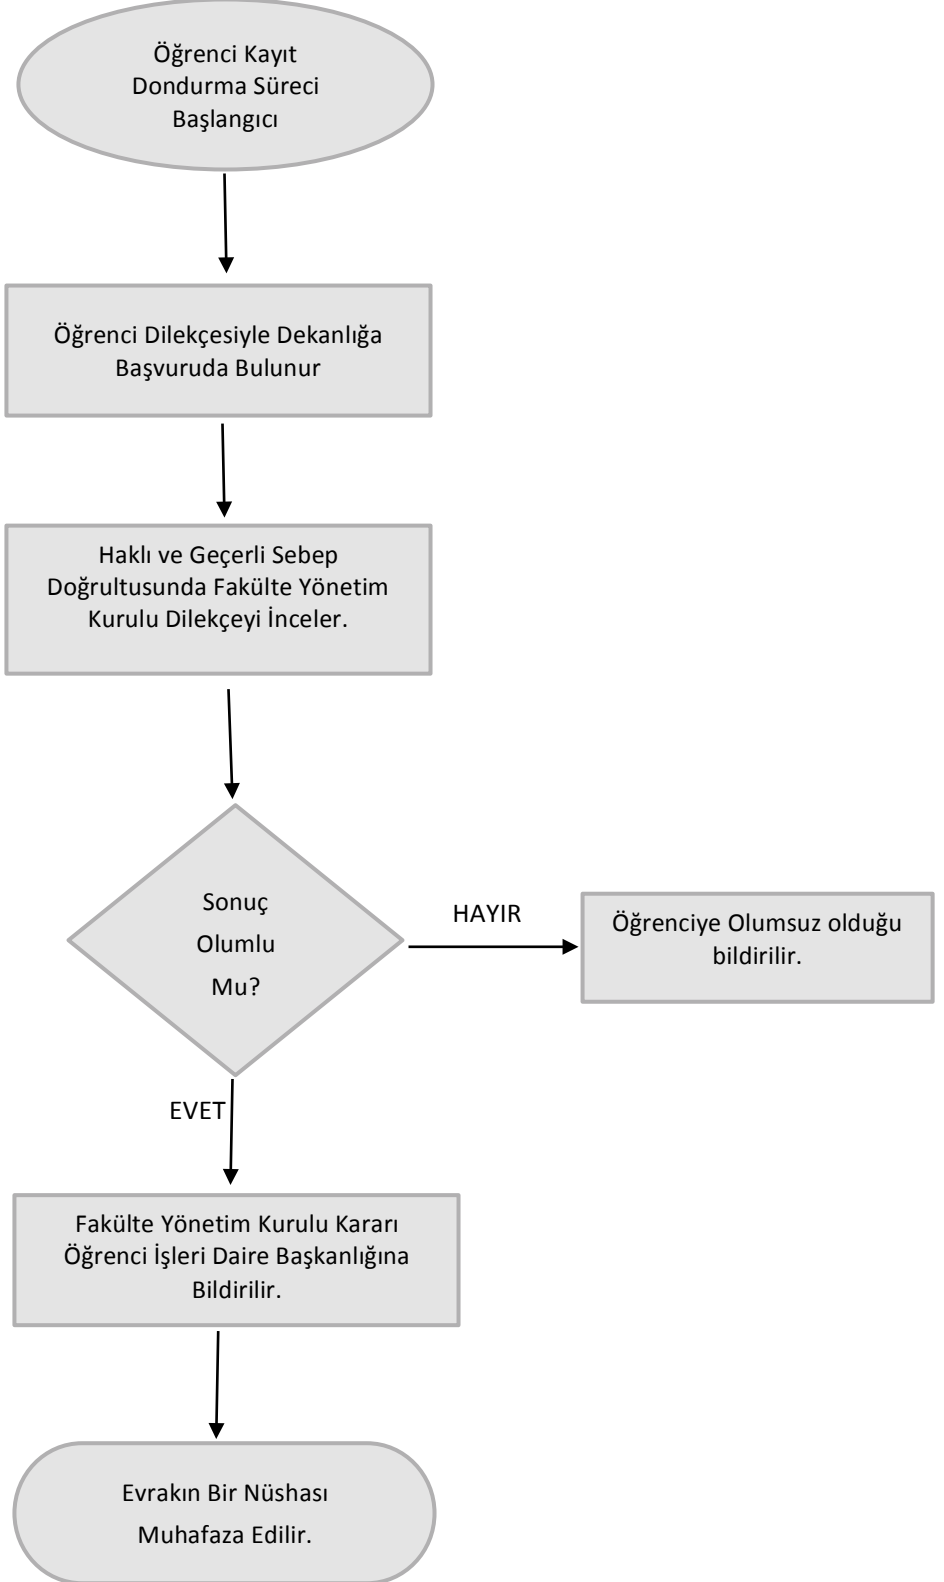 Öğrenci Kayıt
Dondurma Süreci
Başlangıcı
Öğrenci Dilekçesiyle Dekanlığa
Başvuruda Bulunur
Haklı ve Geçerli Sebep
Doğrultusunda Fakülte Yönetim
Kurulu Dilekçeyi İnceler.
Sonuç
Olumlu
Mu?
HAYIR
Öğrenciye Olumsuz olduğu
bildirilir.
EVET
Fakülte Yönetim Kurulu Kararı
Öğrenci İşleri Daire Başkanlığına
Bildirilir.
Evrakın Bir Nüshası
Muhafaza Edilir.